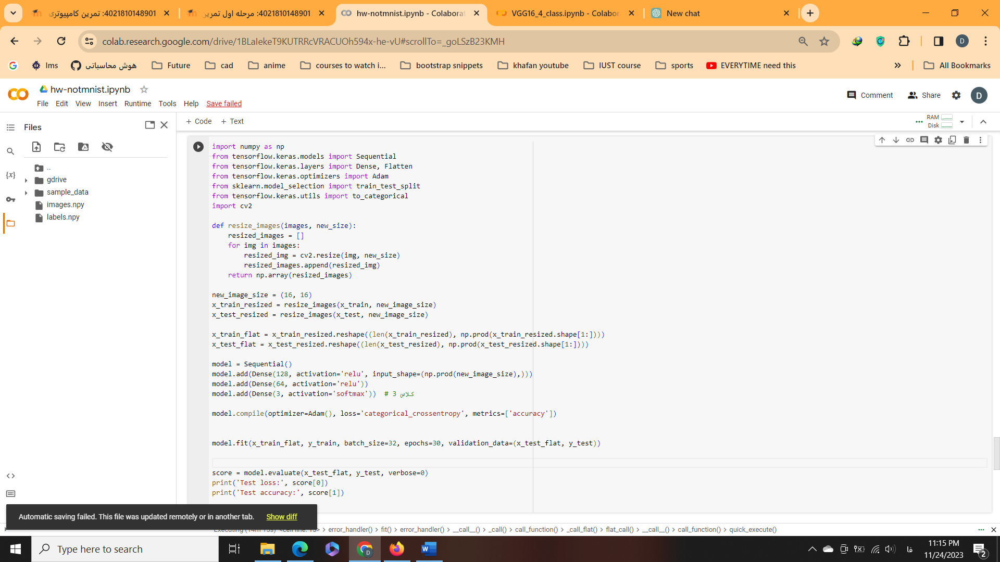 4021810148901: تمرین کامپیوتری
4021810148901: مرحله اول تمرین
hw-notmnist.ipynb - Colaborat
VGG16_4_class.ipynb - Colabor
New chat
colab.research.google.com/drive/1BLaIekeT9KUTRRcVRACUOh594x-he-vU#scrollTo=_goLSzB23KMH
D
lms
هوش محاسباتی
Future
cad
anime
courses to watch i...
bootstrap snippets
khafan youtube
IUST course
sports
EVERYTIME need this
All Bookmarks
hw-notmnist.ipynb
File Edit View Insert Runtime Tools Help Save failed
Comment
Share
D
Files
+ Code + Text
RAM
Disk
..
gdrive
sample_data
images.npy
labels.npy
import numpy as np
from tensorflow.keras.models import Sequential
from tensorflow.keras.layers import Dense, Flatten
from tensorflow.keras.optimizers import Adam
from sklearn.model_selection import train_test_split
from tensorflow.keras.utils import to_categorical
import cv2
def resize_images(images, new_size):
resized_images = []
for img in images:
resized_img = cv2.resize(img, new_size)
resized_images.append(resized_img)
return np.array(resized_images)
new_image_size = (16, 16)
x_train_resized = resize_images(x_train, new_image_size)
x_test_resized = resize_images(x_test, new_image_size)
x_train_flat = x_train_resized.reshape((len(x_train_resized), np.prod(x_train_resized.shape[1:])))
x_test_flat = x_test_resized.reshape((len(x_test_resized), np.prod(x_test_resized.shape[1:])))
model = Sequential()
model.add(Dense(128, activation='relu', input_shape=(np.prod(new_image_size),)))
model.add(Dense(64, activation='relu'))
model.add(Dense(3, activation='softmax')) # 3 کلاس
model.compile(optimizer=Adam(), loss='categorical_crossentropy', metrics=['accuracy'])
model.fit(x_train_flat, y_train, batch_size=32, epochs=30, validation_data=(x_test_flat, y_test))
score = model.evaluate(x_test_flat, y_test, verbose=0)
print('Test loss:', score[0])
print('Test accuracy:', score[1])
Automatic saving failed. This file was updated remotely or in another tab. Show diff
error_handler() > fit() > error_handler() > __call__() > _call() > call_function() > _call_flat() > flat_call() > __call__() > call_function() > quick_execute()
Type here to search
فا
11:15 PM
11/24/2023
2